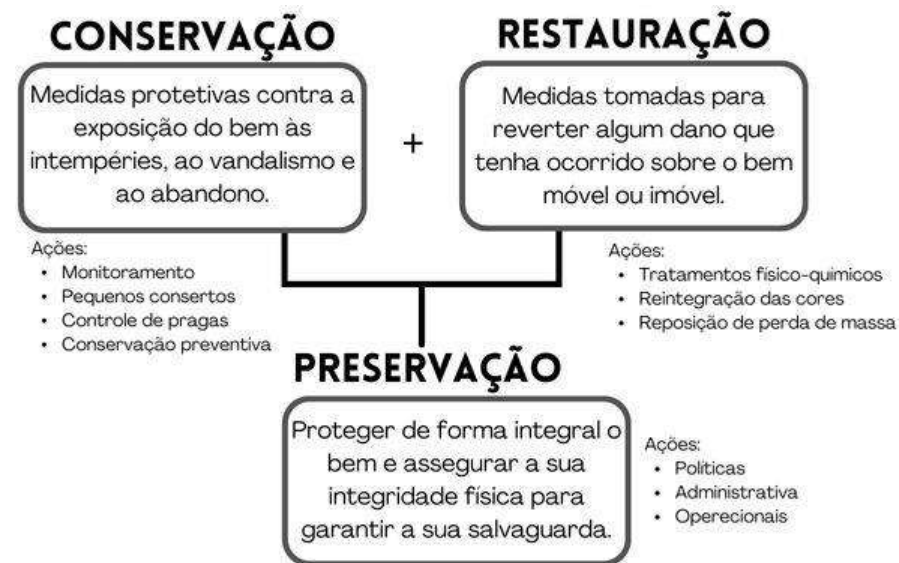 CONSERVAÇÃO
Medidas protetivas contra a
exposição do bem às
intempéries, ao vandalismo e
ao abandono.
Ações:
• Monitoramento
• Pequenos consertos
• Controle de pragas
• Conservação preventiva
+
RESTAURAÇÃO
Medidas tomadas para
reverter algum dano que
tenha ocorrido sobre o bem
móvel ou imóvel.
Ações:
• Tratamentos físico-químicos
• Reintegração das cores
• Reposição de perda de massa
PRESERVAÇÃO
Proteger de forma integral o
bem e assegurar a sua
integridade física para
garantir a sua salvaguarda.
Ações:
• Políticas
• Administrativa
• Operecionais